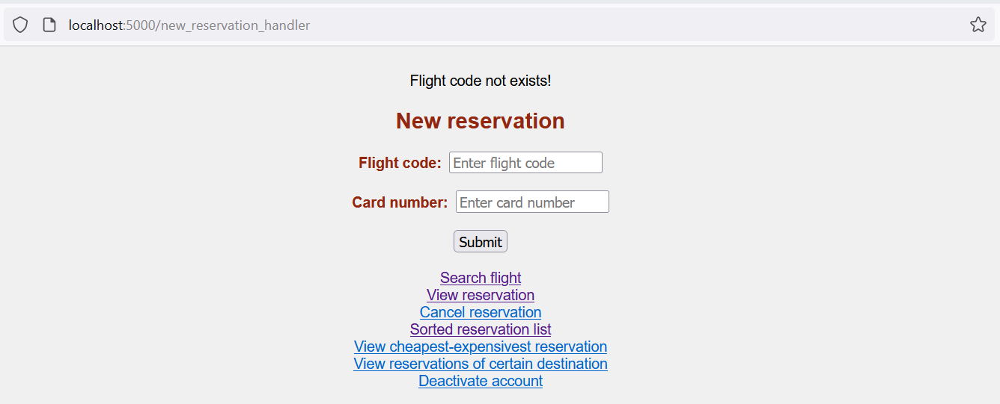 localhost:5000/new_reservation_handler
Flight code not exists!
New reservation
Flight code: Enter flight code
Card number: Enter card number
Submit
Search flight
View reservation
Cancel reservation
Sorted reservation list
View cheapest-expensivest reservation
View reservations of certain destination
Deactivate account